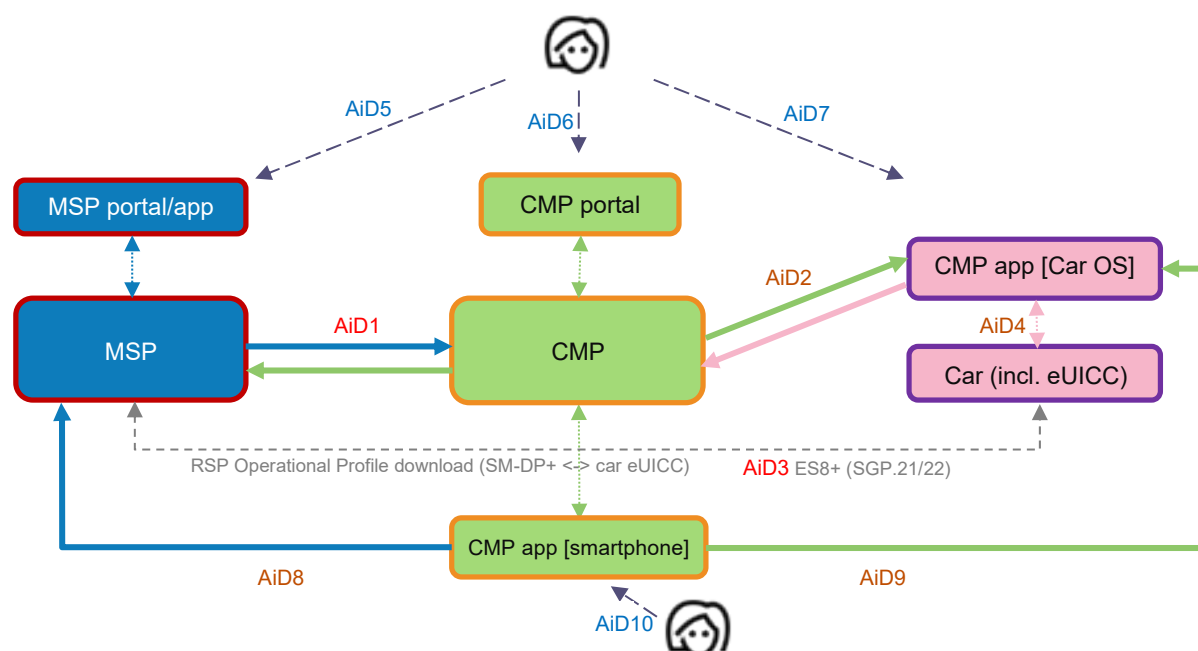 AiD5
AiD6
AiD7
MSP portal/app
CMP portal
CMP app [Car OS]
AiD2
AiD1
AiD4
MSP
CMP
Car (incl. eUICC)
RSP Operational Profile download (SM-DP+ <-> car eUICC)
AiD3 ES8+ (SGP.21/22)
CMP app [smartphone]
AiD8
AiD9
AiD10